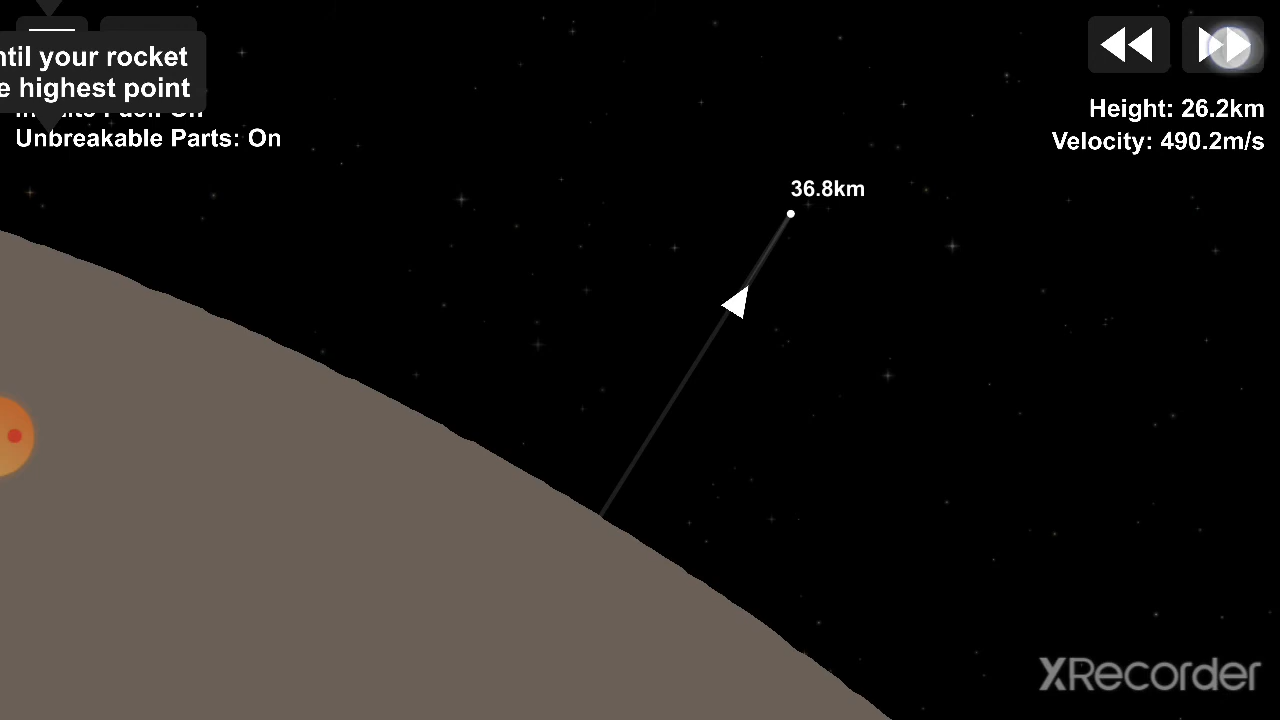 ntil your rocket
e highest point
Unbreakable Parts: On
Height: 26.2km
Velocity: 490.2m/s
36.8km
XRecorder